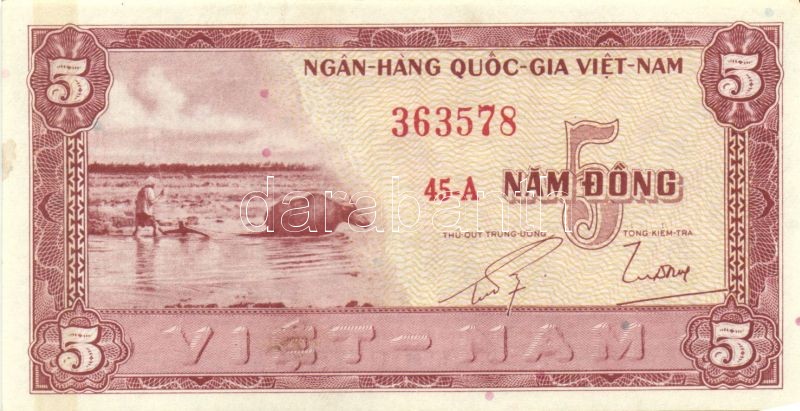 5
5
NGÂN-HÀNG QUỐC-GIA VIỆT-NAM
363578
5
45-A NĂM ĐỒNG
THỦ-QUỸ TRUNG-ƯƠNG
TỔNG KIỂM-TRA
VIỆT-NAM
5
5
darabanth